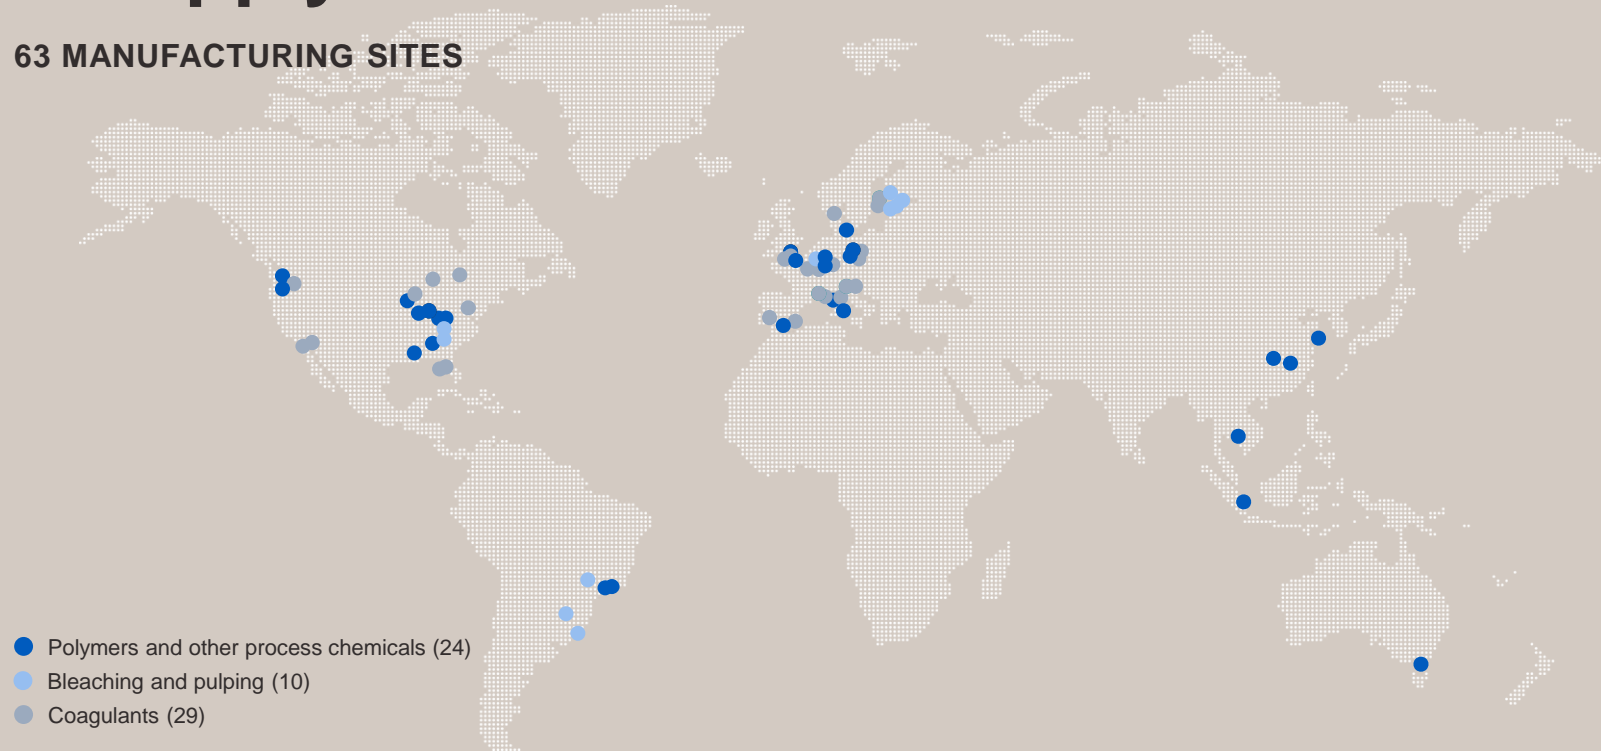 63 MANUFACTURING SITES
Polymers and other process chemicals (24)
Bleaching and pulping (10)
Coagulants (29)